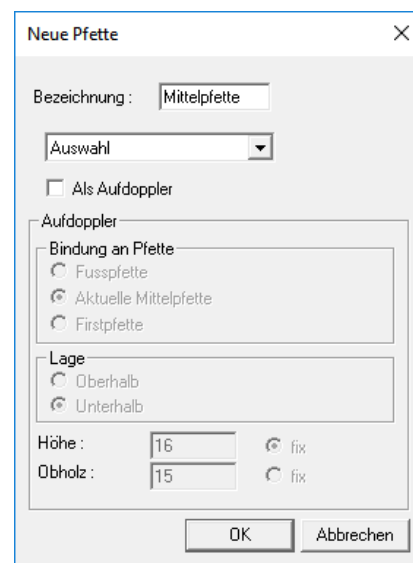 Neue Pfette
Bezeichnung : Mittelpfette
Auswahl
Als Aufdoppler
Aufdoppler
Bindung an Pfette
Fusspfette
Aktuelle Mittelpfette
Firstpfette
Lage
Oberhalb
Unterhalb
Höhe : 16 fix
Obholz : 15 fix
OK Abbrechen